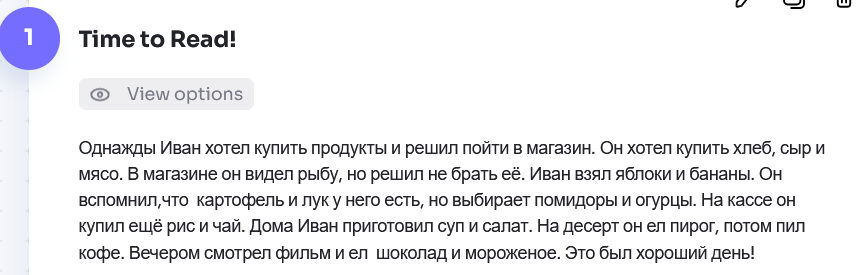 1
Time to Read!
View options
Однажды Иван хотел купить продукты и решил пойти в магазин. Он хотел купить хлеб, сыр и
мясо. В магазине он видел рыбу, но решил не брать её. Иван взял яблоки и бананы. Он
вспомнил,что  картофель и лук у него есть, но выбирает помидоры и огурцы. На кассе он
купил ещё рис и чай. Дома Иван приготовил суп и салат. На десерт он ел пирог, потом пил
кофе. Вечером смотрел фильм и ел  шоколад и мороженое. Это был хороший день!